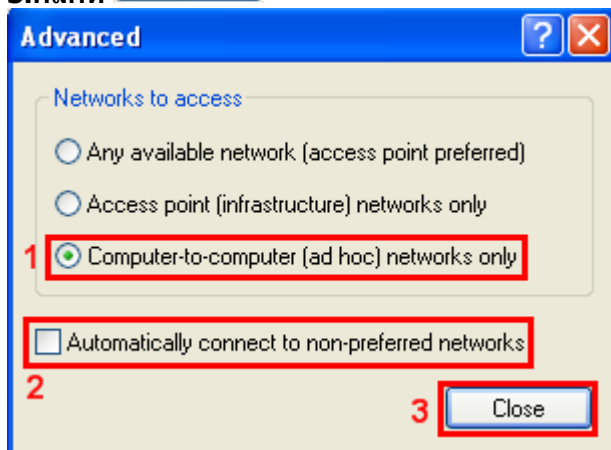 Advanced
Networks to access
Any available network (access point preferred)
Access point (infrastructure) networks only
1 Computer-to-computer (ad hoc) networks only
Automatically connect to non-preferred networks
2
3 Close